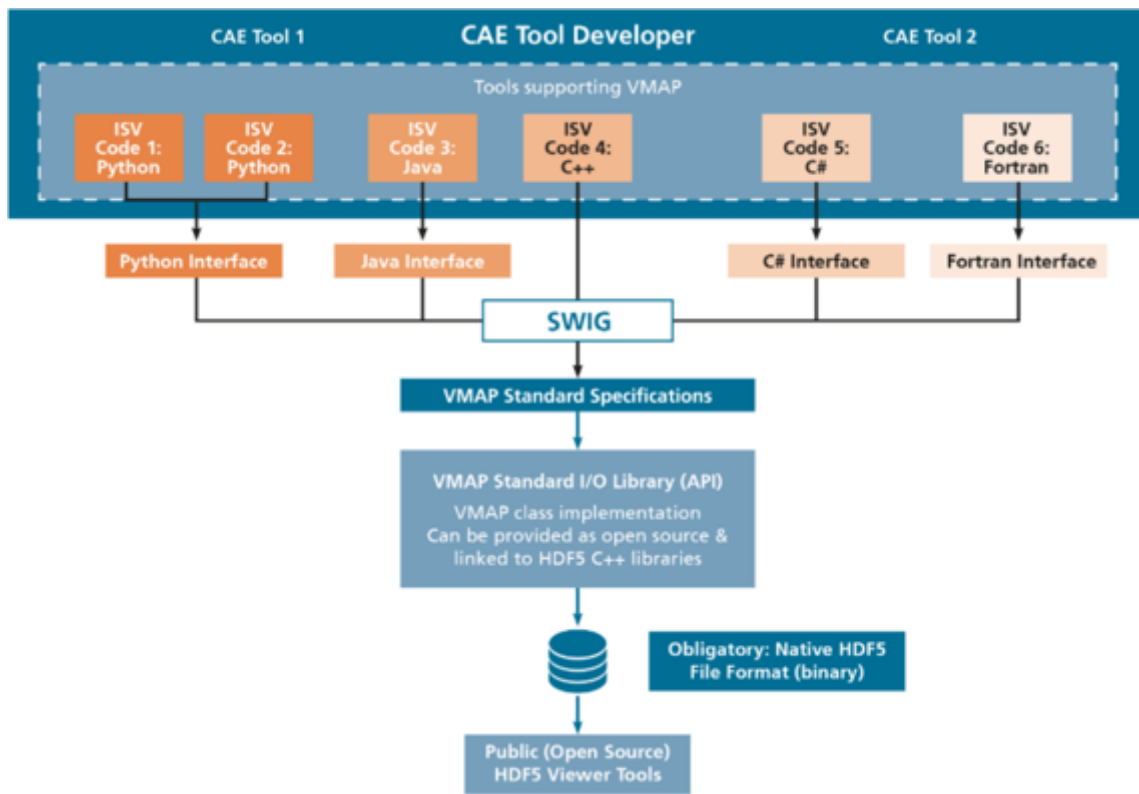 CAE Tool 1
CAE Tool Developer
CAE Tool 2
Tools supporting VMAP
ISV
Code 1:
Python
ISV
Code 2:
Python
ISV
Code 3:
Java
ISV
Code 4:
C++
ISV
Code 5:
C#
ISV
Code 6:
Fortran
Python Interface
Java Interface
C# Interface
Fortran Interface
SWIG
VMAP Standard Specifications
VMAP Standard I/O Library (API)
VMAP class implementation
Can be provided as open source &
linked to HDF5 C++ libraries
Obligatory: Native HDF5
File Format (binary)
Public (Open Source)
HDF5 Viewer Tools